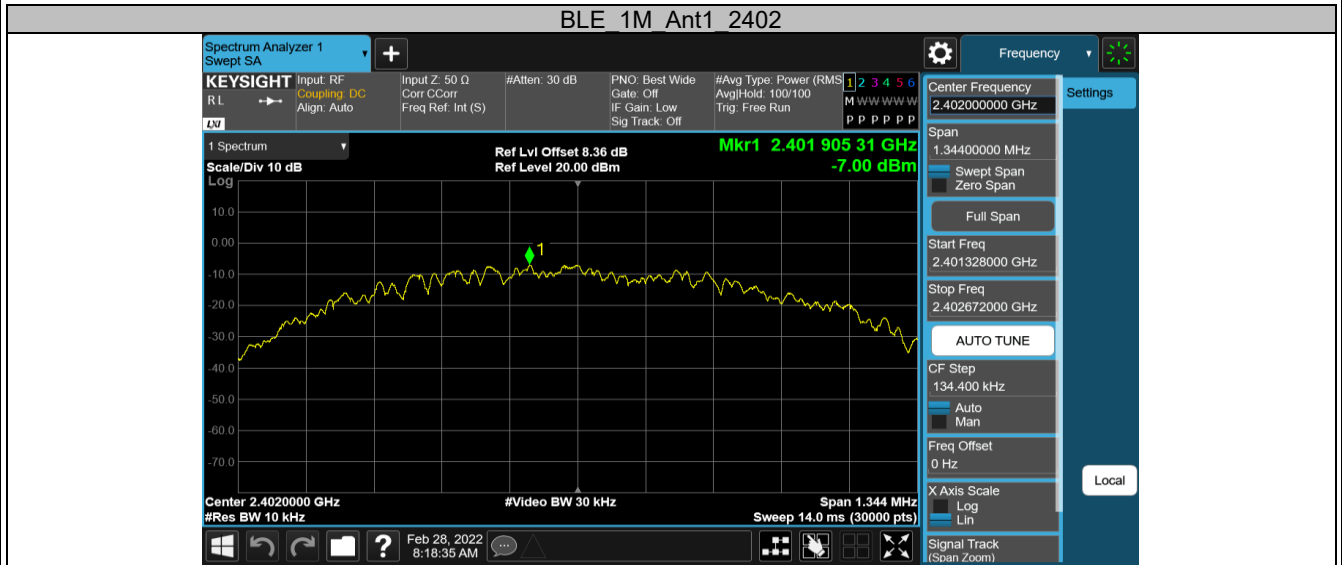 BLE_1M_Ant1_2402
Spectrum Analyzer 1
Swept SA
Frequency
KEYSIGHT
R L
LXI
Input: RF
Coupling: DC
Align: Auto
Input Z: 50 Ω
Corr CCorr
Freq Ref: Int (S)
#Atten: 30 dB
PNO: Best Wide
Gate: Off
IF Gain: Low
Sig Track: Off
#Avg Type: Power (RMS
Avg|Hold: 100/100
Trig: Free Run
1 2 3 4 5 6
M W W W W W
P P P P P P
1 Spectrum
Scale/Div 10 dB
Log
Ref Lvl Offset 8.36 dB
Ref Level 20.00 dBm
Mkr1 2.401 905 31 GHz
-7.00 dBm
10.0
0.00
-10.0
-20.0
-30.0
-40.0
-50.0
-60.0
-70.0
1
Center 2.4020000 GHz
#Res BW 10 kHz
#Video BW 30 kHz
Span 1.344 MHz
Sweep 14.0 ms (30000 pts)
Center Frequency
2.402000000 GHz
Settings
Span
1.34400000 MHz
Swept Span
Zero Span
Full Span
Start Freq
2.401328000 GHz
Stop Freq
2.402672000 GHz
AUTO TUNE
CF Step
134.400 kHz
Auto
Man
Freq Offset
0 Hz
X Axis Scale
Log
Lin
Signal Track
(Span Zoom)
Local
?
Feb 28, 2022
8:18:35 AM